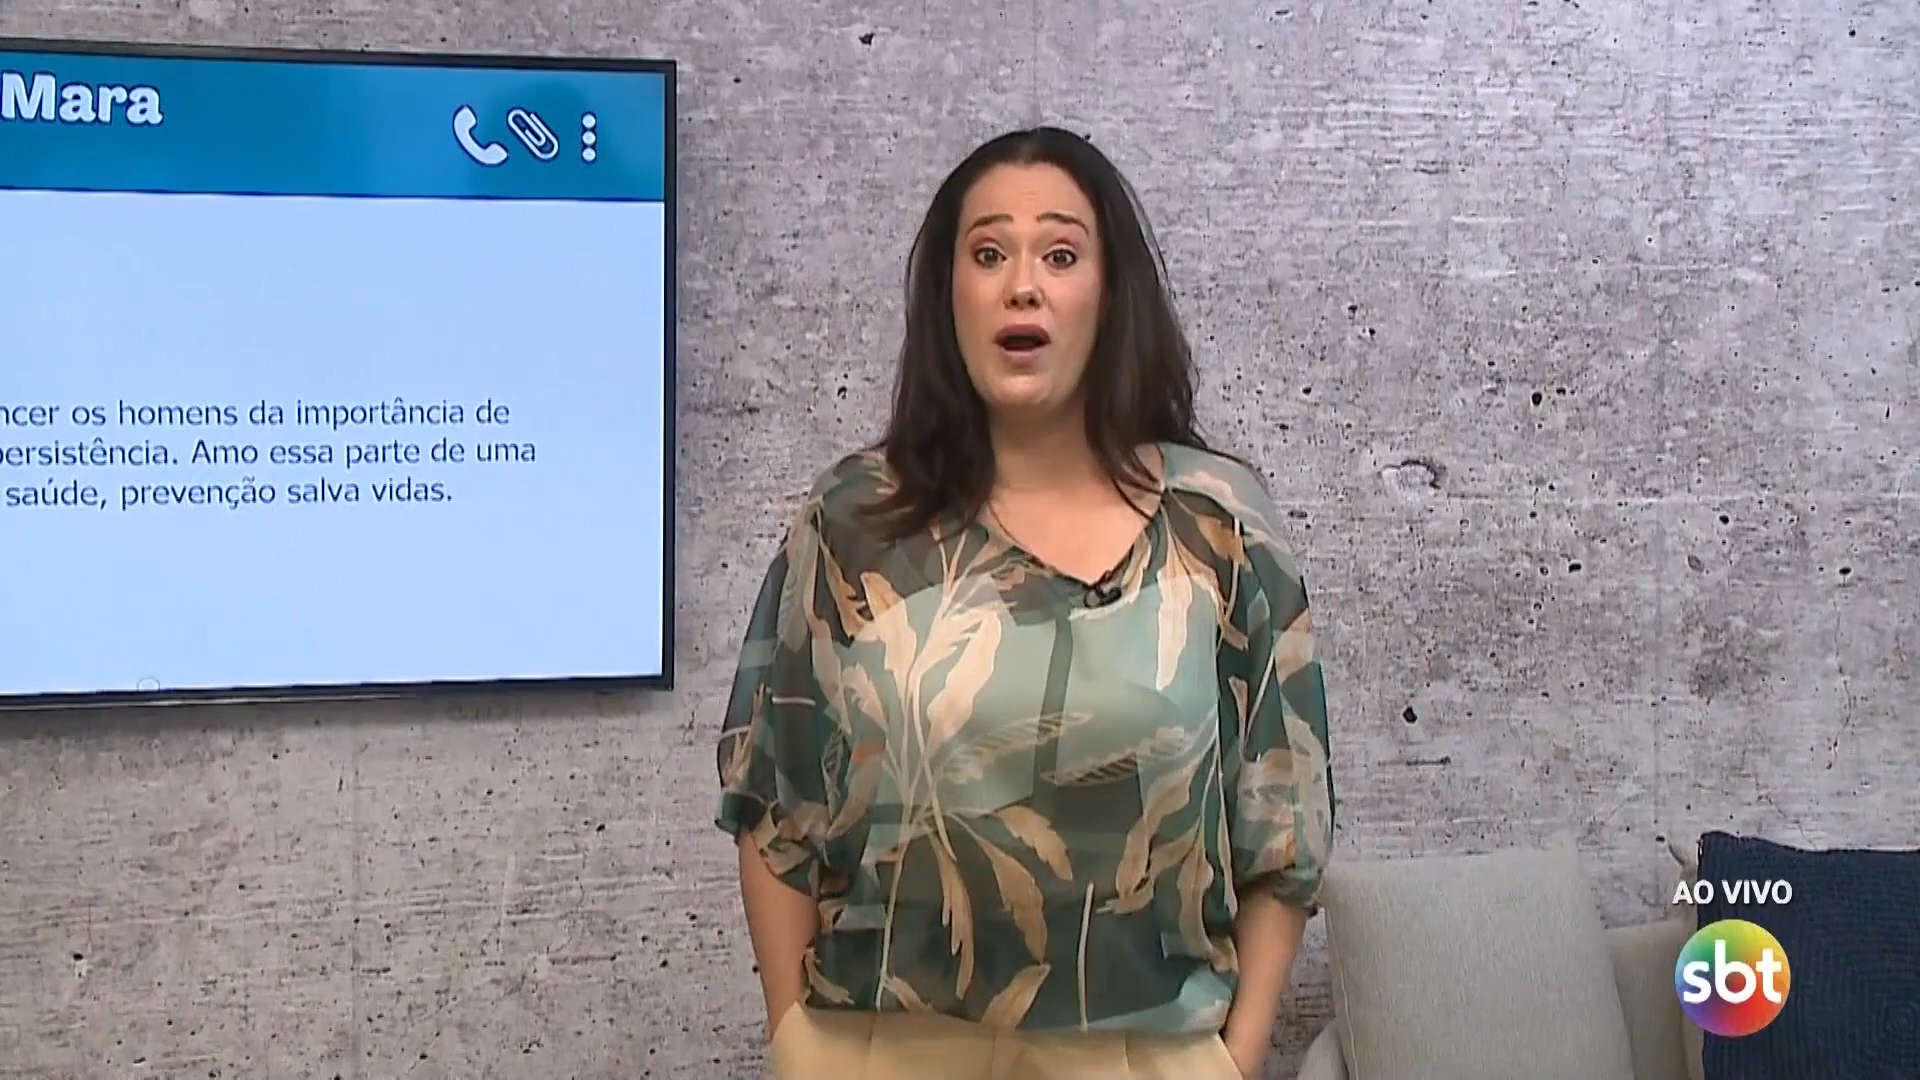 Mara
ncer os homens da importância de
persistência. Amo essa parte de uma
saúde, prevenção salva vidas.
AO VIVO
sbt